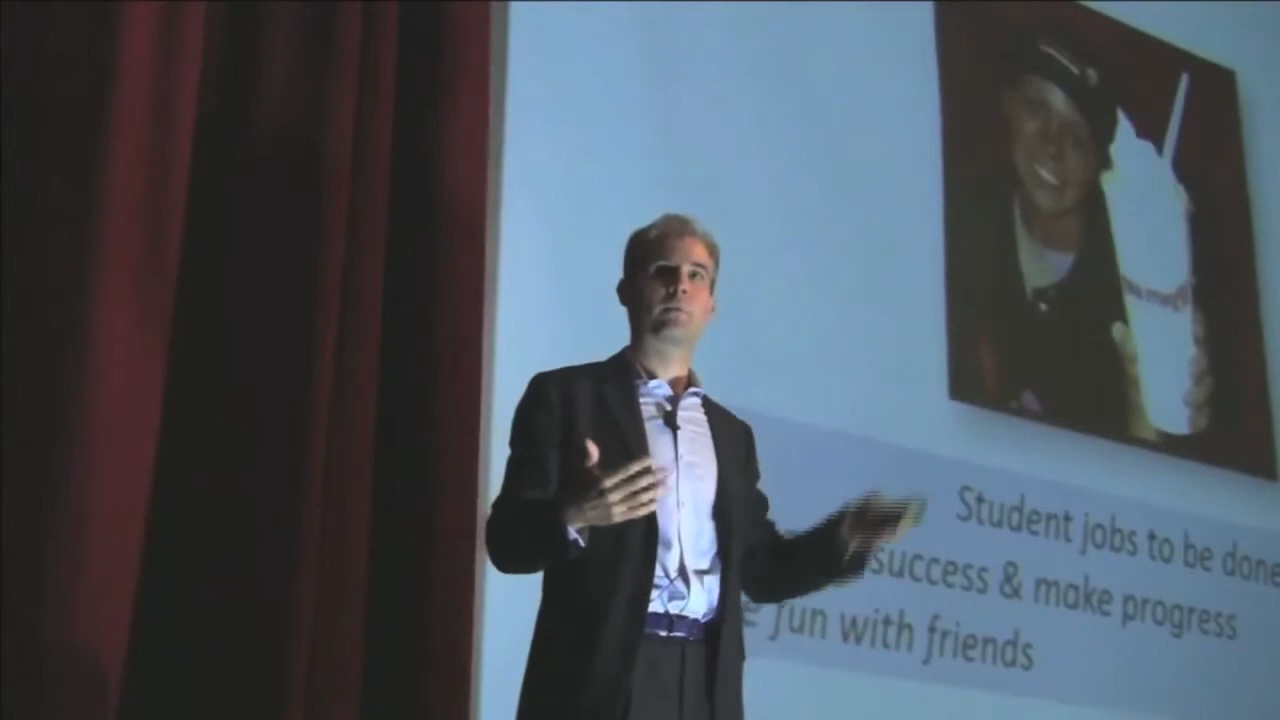 Student jobs to be done
success & make progress
fun with friends